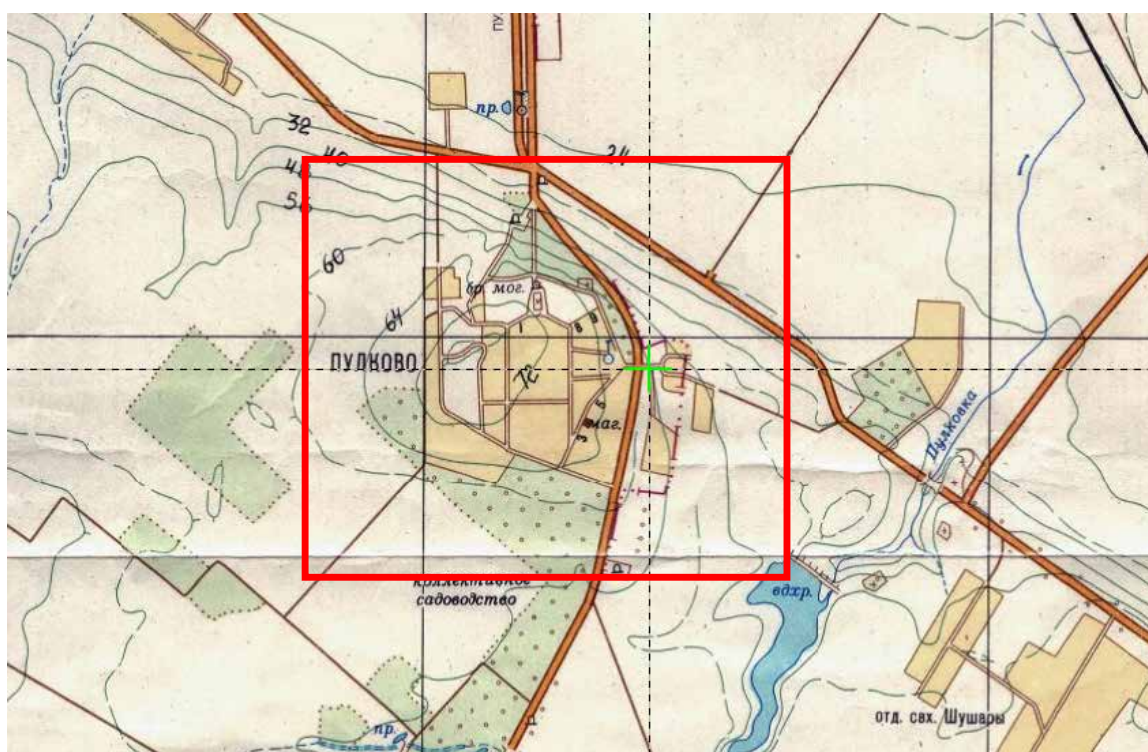 ПУ
пр.
32
40
24
48
56
60
бр. мог.
64
ПУЛКОВО
72
маг.
Пулковка
коллективное
садоводство
вдхр.
отд. свх. Шушары
пр.